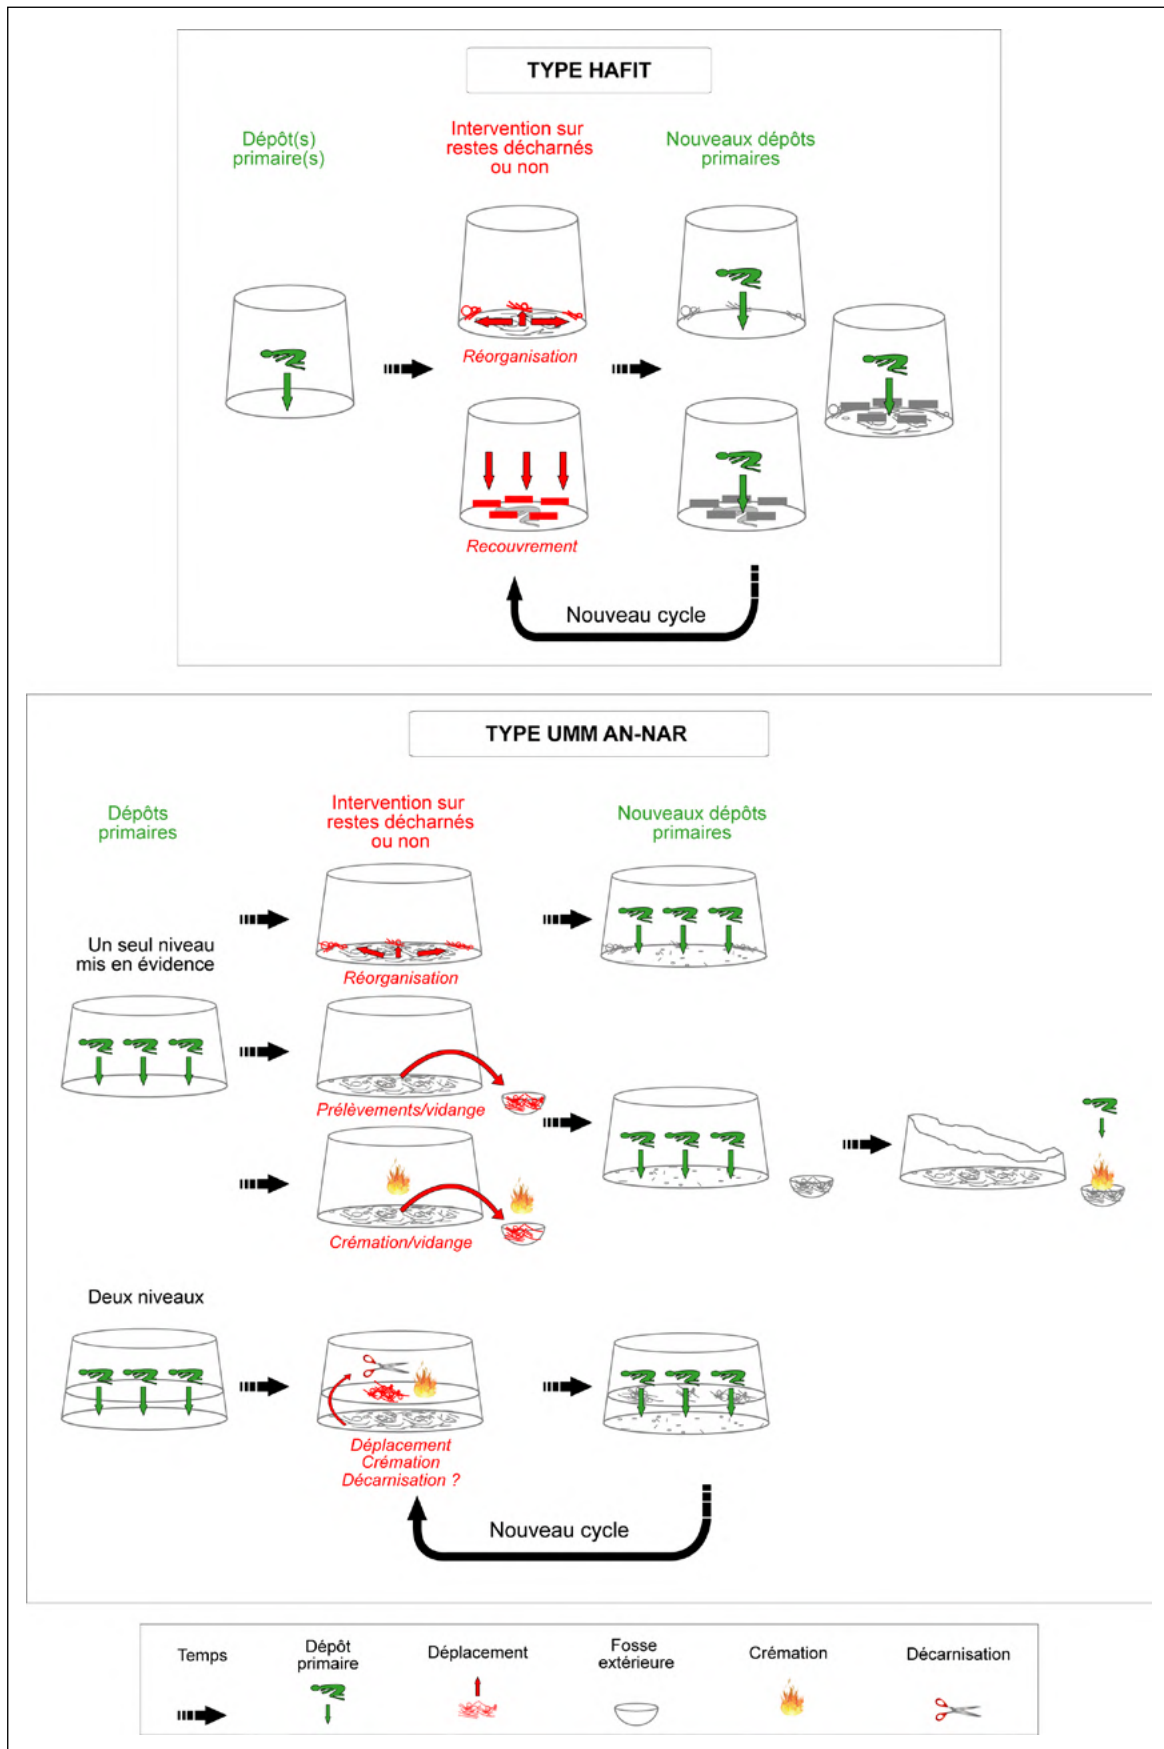 TYPE HAFIT
Dépôt(s)
primaire(s)
Intervention sur
restes décharnés
ou non
Nouveaux dépôts
primaires
Réorganisation
Recouvrement
Nouveau cycle
TYPE UMM AN-NAR
Dépôts
primaires
Intervention sur
restes décharnés
ou non
Nouveaux dépôts
primaires
Un seul niveau
mis en évidence
Réorganisation
Prélèvements/vidange
Crémation/vidange
Deux niveaux
Déplacement
Crémation
Décarnisation ?
Nouveau cycle
Temps
Dépôt
primaire
Déplacement
Fosse
extérieure
Crémation
Décarnisation